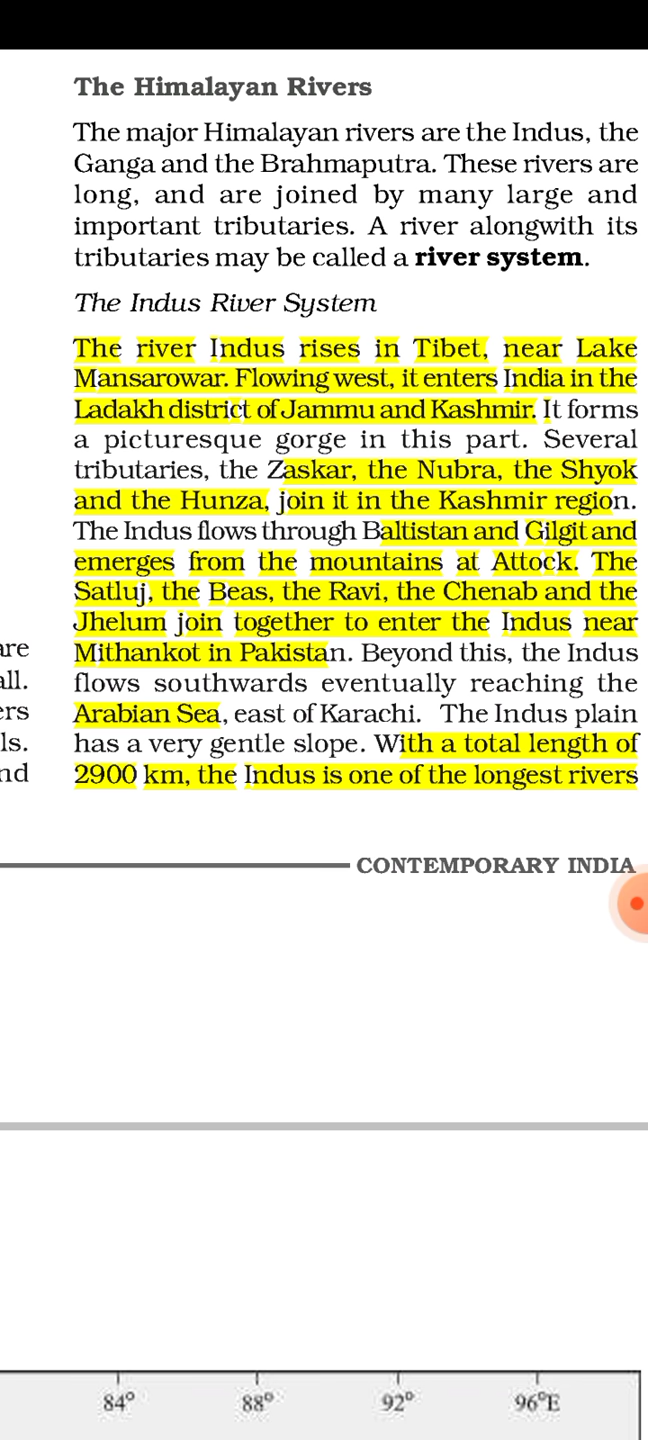 The Himalayan Rivers
The major Himalayan rivers are the Indus, the
Ganga and the Brahmaputra. These rivers are
long, and are joined by many large and
important tributaries. A river alongwith its
tributaries may be called a river system.
The Indus River System
The river Indus rises in Tibet, near Lake
Mansarowar. Flowing west, it enters India in the
Ladakh district of Jammu and Kashmir. It forms
a picturesque gorge in this part. Several
tributaries, the Zaskar, the Nubra, the Shyok
and the Hunza, join it in the Kashmir region.
The Indus flows through Baltistan and Gilgit and
emerges from the mountains at Attock. The
Satluj, the Beas, the Ravi, the Chenab and the
Jhelum join together to enter the Indus near
Mithankot in Pakistan. Beyond this, the Indus
flows southwards eventually reaching the
Arabian Sea, east of Karachi. The Indus plain
has a very gentle slope. With a total length of
2900 km, the Indus is one of the longest rivers
are
all.
ers
ls.
nd
CONTEMPORARY INDIA
84° 88° 92° 96°E